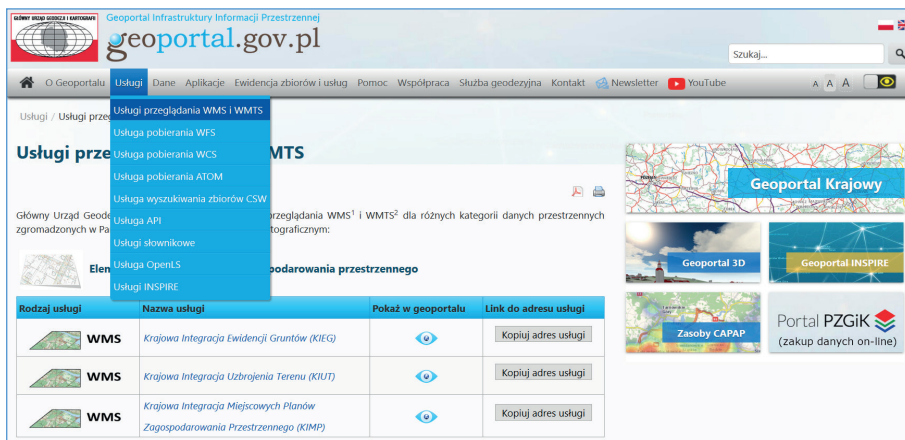 GŁÓWNY URZĄD GEODEZJI I KARTOGRAFII
Geoportal Infrastruktury Informacji Przestrzennej
geoportal.gov.pl
Szukaj...
O Geoportalu Usługi Dane Aplikacje Ewidencja zbiorów i usług Pomoc Współpraca Służba geodezyjna Kontakt Newsletter YouTube A A A
Usługi / Usługi przeg
Usługi przeglądania WMS i WMTS
Usługa pobierania WFS
Usługa pobierania WCS
Usługa pobierania ATOM
Usługa wyszukiwania zbiorów CSW
Usługa API
Usługi słownikowe
Usługa OpenLS
Usługi INSPIRE
Usługi prze MTS
Główny Urząd Geode przeglądania WMS1 i WMTS2 dla różnych kategorii danych przestrzennych
zgromadzonych w Pa tograficznym:
Elen podarowania przestrzennego
Rodzaj usługi Nazwa usługi Pokaż w geoportalu Link do adresu usługi
WMS Krajowa Integracja Ewidencji Gruntów (KIEG) Kopiuj adres usługi
WMS Krajowa Integracja Uzbrojenia Terenu (KIUT) Kopiuj adres usługi
WMS Krajowa Integracja Miejscowych Planów
Zagospodarowania Przestrzennego (KIMP) Kopiuj adres usługi
Geoportal Krajowy
Geoportal 3D
Geoportal INSPIRE
Zasoby CAPAP
Portal PZGiK
(zakup danych on-line)